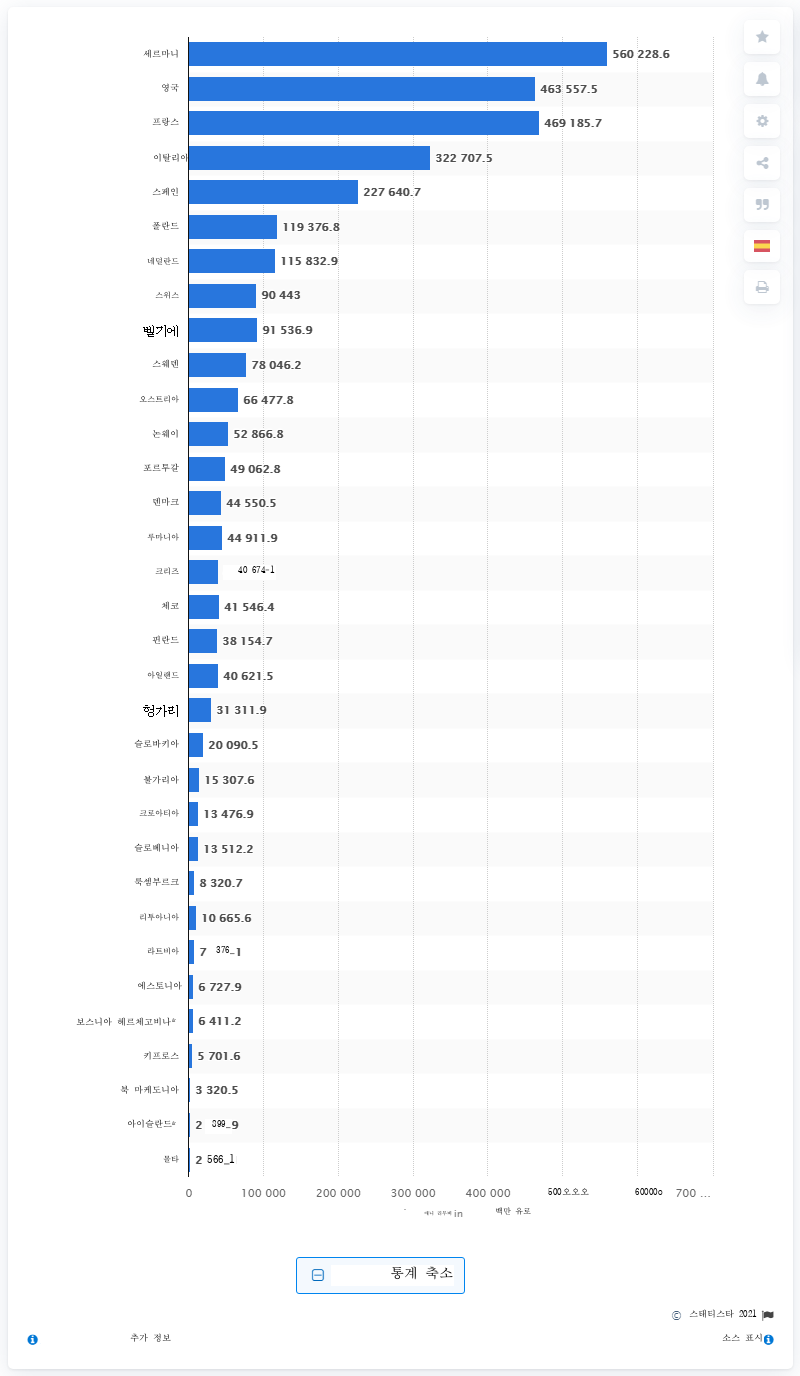 세르마니 560 228.6
영국 463 557.5
프랑스 469 185.7
이탈리아 322 707.5
스페인 227 640.7
폴란드 119 376.8
네덜란드 115 832.9
스위스 90 443
벨기에 91 536.9
스웨덴 78 046.2
오스트리아 66 477.8
논웨이 52 866.8
포르투갈 49 062.8
덴마크 44 550.5
루마니아 44 911.9
크리즈 40 674-1
체코 41 546.4
핀란드 38 154.7
아일랜드 40 621.5
헝가리 31 311.9
슬로바키아 20 090.5
불가리아 15 307.6
크로아티아 13 476.9
슬로베니아 13 512.2
룩셈부르크 8 320.7
리투아니아 10 665.6
라트비아 7 376-1
에스토니아 6 727.9
보스니아 헤르체고비나* 6 411.2
키프로스 5 701.6
북 마케도니아 3 320.5
아이슬란드* 2 399-9
몰타 2 566_1
0 100 000 200 000 300 000 400 000 500오오오 60000o 700 ...
in 백만 유로
통계 축소
© 스태티스타 2021
추가 정보 소스 표시